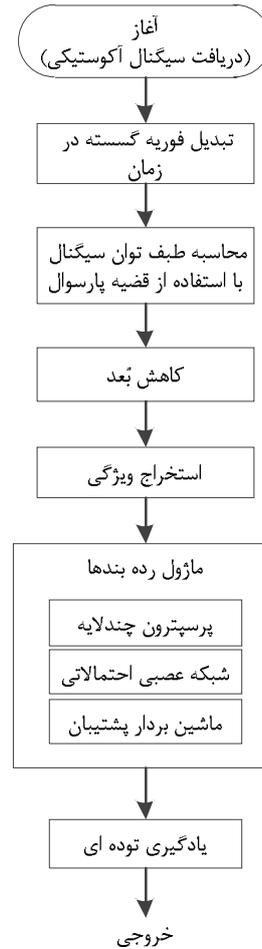 آغاز
(دریافت سیگنال آکوستیکی)
تبدیل فوریه گسسته در
زمان
محاسبه طبف توان سیگنال
با استفاده از قضیه پارسوال
کاهش بُعد
استخراج ویژگی
ماژول رده بندها
پرسپترون چندلایه
شبکه عصبی احتمالاتی
ماشین بردار پشتیبان
یادگیری توده ای
خروجی